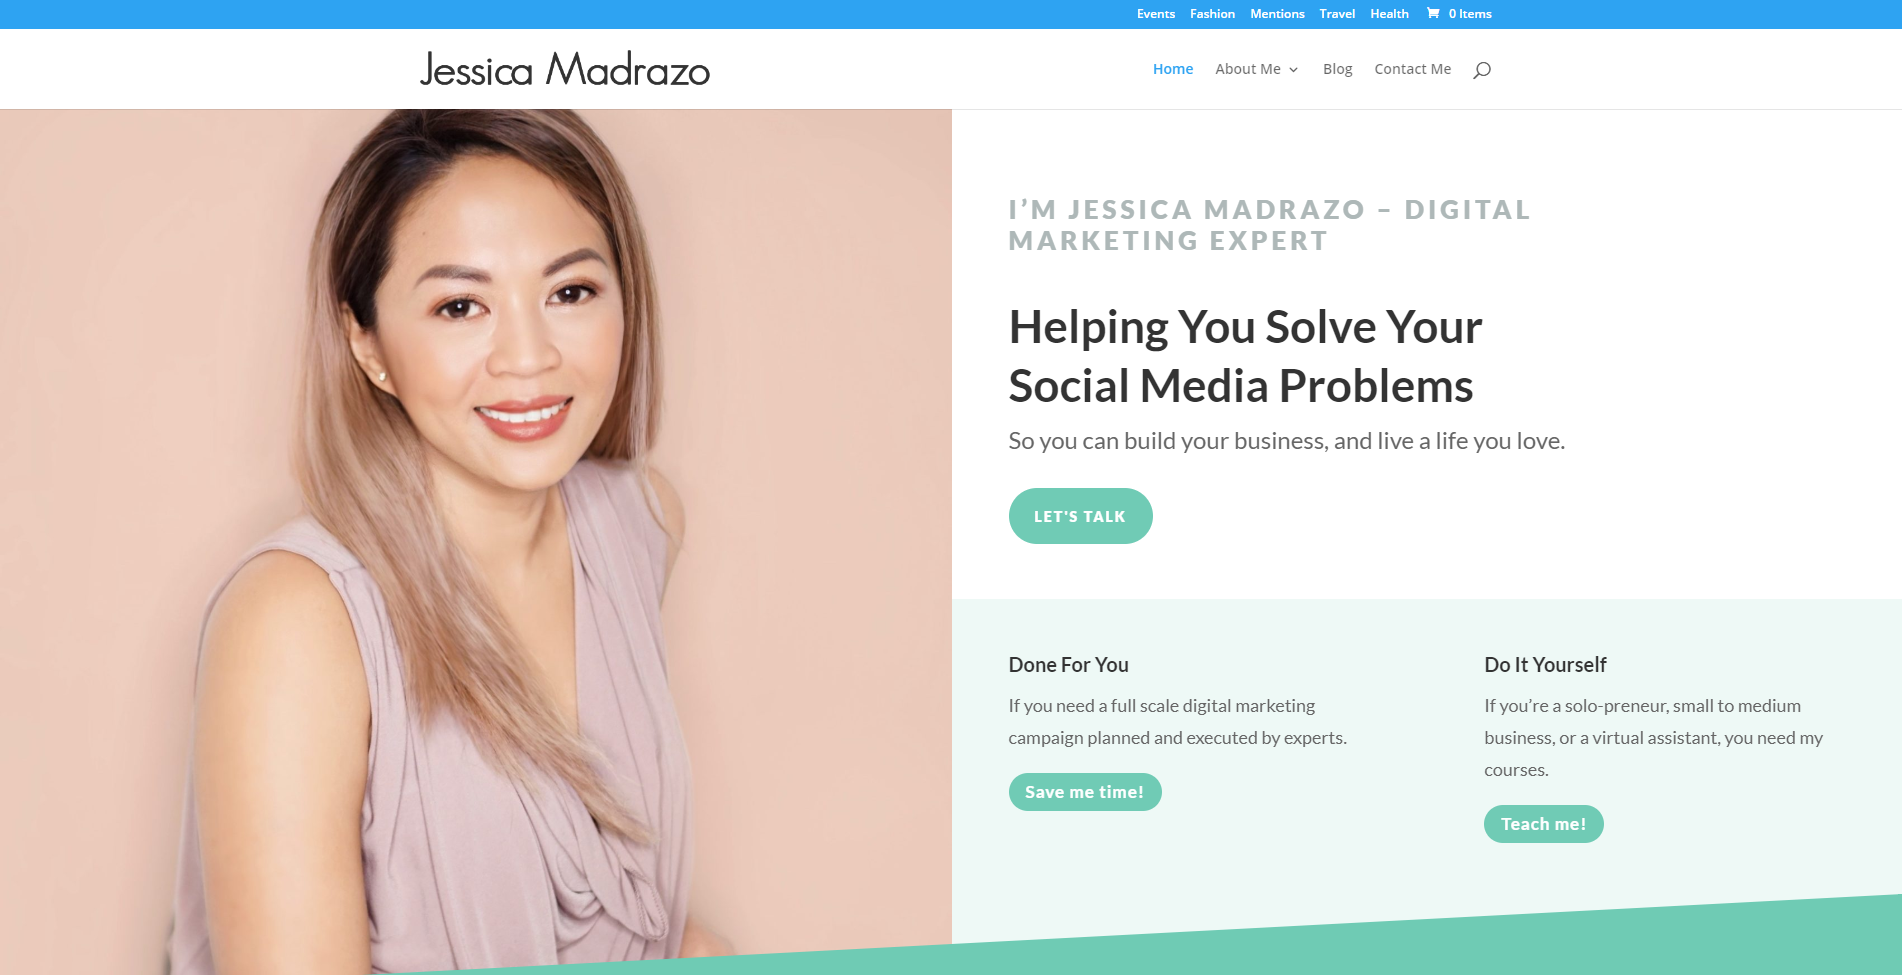 Events Fashion Mentions Travel Health 0 Items
Jessica Madrazo
Home About Me Blog Contact Me
I’M JESSICA MADRAZO – DIGITAL
MARKETING EXPERT
Helping You Solve Your
Social Media Problems
So you can build your business, and live a life you love.
LET'S TALK
Done For You
If you need a full scale digital marketing
campaign planned and executed by experts.
Save me time!
Do It Yourself
If you’re a solo-preneur, small to medium
business, or a virtual assistant, you need my
courses.
Teach me!